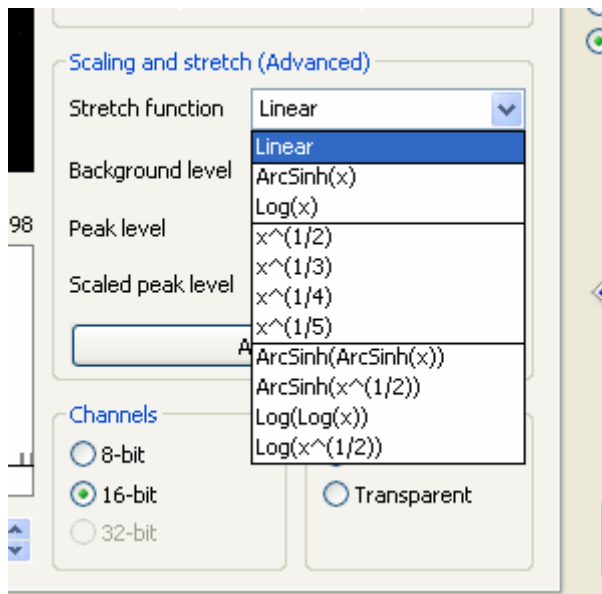 Scaling and stretch (Advanced)
Stretch function Linear
Linear
Background level
ArcSinh(x)
Log(x)
98
Peak level
x^(1/2)
x^(1/3)
Scaled peak level
x^(1/4)
x^(1/5)
A
ArcSinh(ArcSinh(x))
ArcSinh(x^(1/2))
Channels
Log(Log(x))
8-bit
Log(x^(1/2))
16-bit
Transparent
32-bit